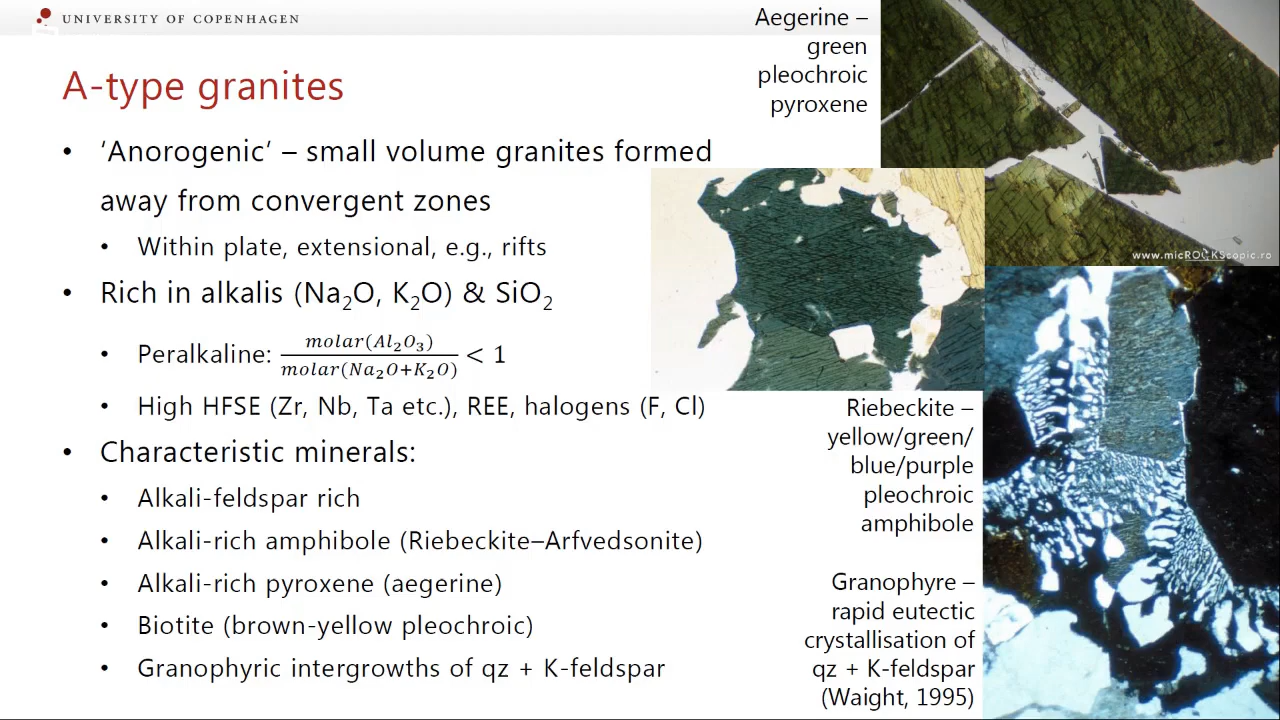 UNIVERSITY OF COPENHAGEN
A-type granites
• ‘Anorogenic’ – small volume granites formed
away from convergent zones
• Within plate, extensional, e.g., rifts
• Rich in alkalis (Na₂O, K₂O) & SiO₂
• Peralkaline: molar(Al₂O₃) / molar(Na₂O+K₂O) < 1
• High HFSE (Zr, Nb, Ta etc.), REE, halogens (F, Cl)
• Characteristic minerals:
• Alkali-feldspar rich
• Alkali-rich amphibole (Riebeckite–Arfvedsonite)
• Alkali-rich pyroxene (aegerine)
• Biotite (brown-yellow pleochroic)
• Granophyric intergrowths of qz + K-feldspar
Aegerine –
green
pleochroic
pyroxene
www.micROCKScopic.ro
Riebeckite –
yellow/green/
blue/purple
pleochroic
amphibole
Granophyre –
rapid eutectic
crystallisation of
qz + K-feldspar
(Waight, 1995)